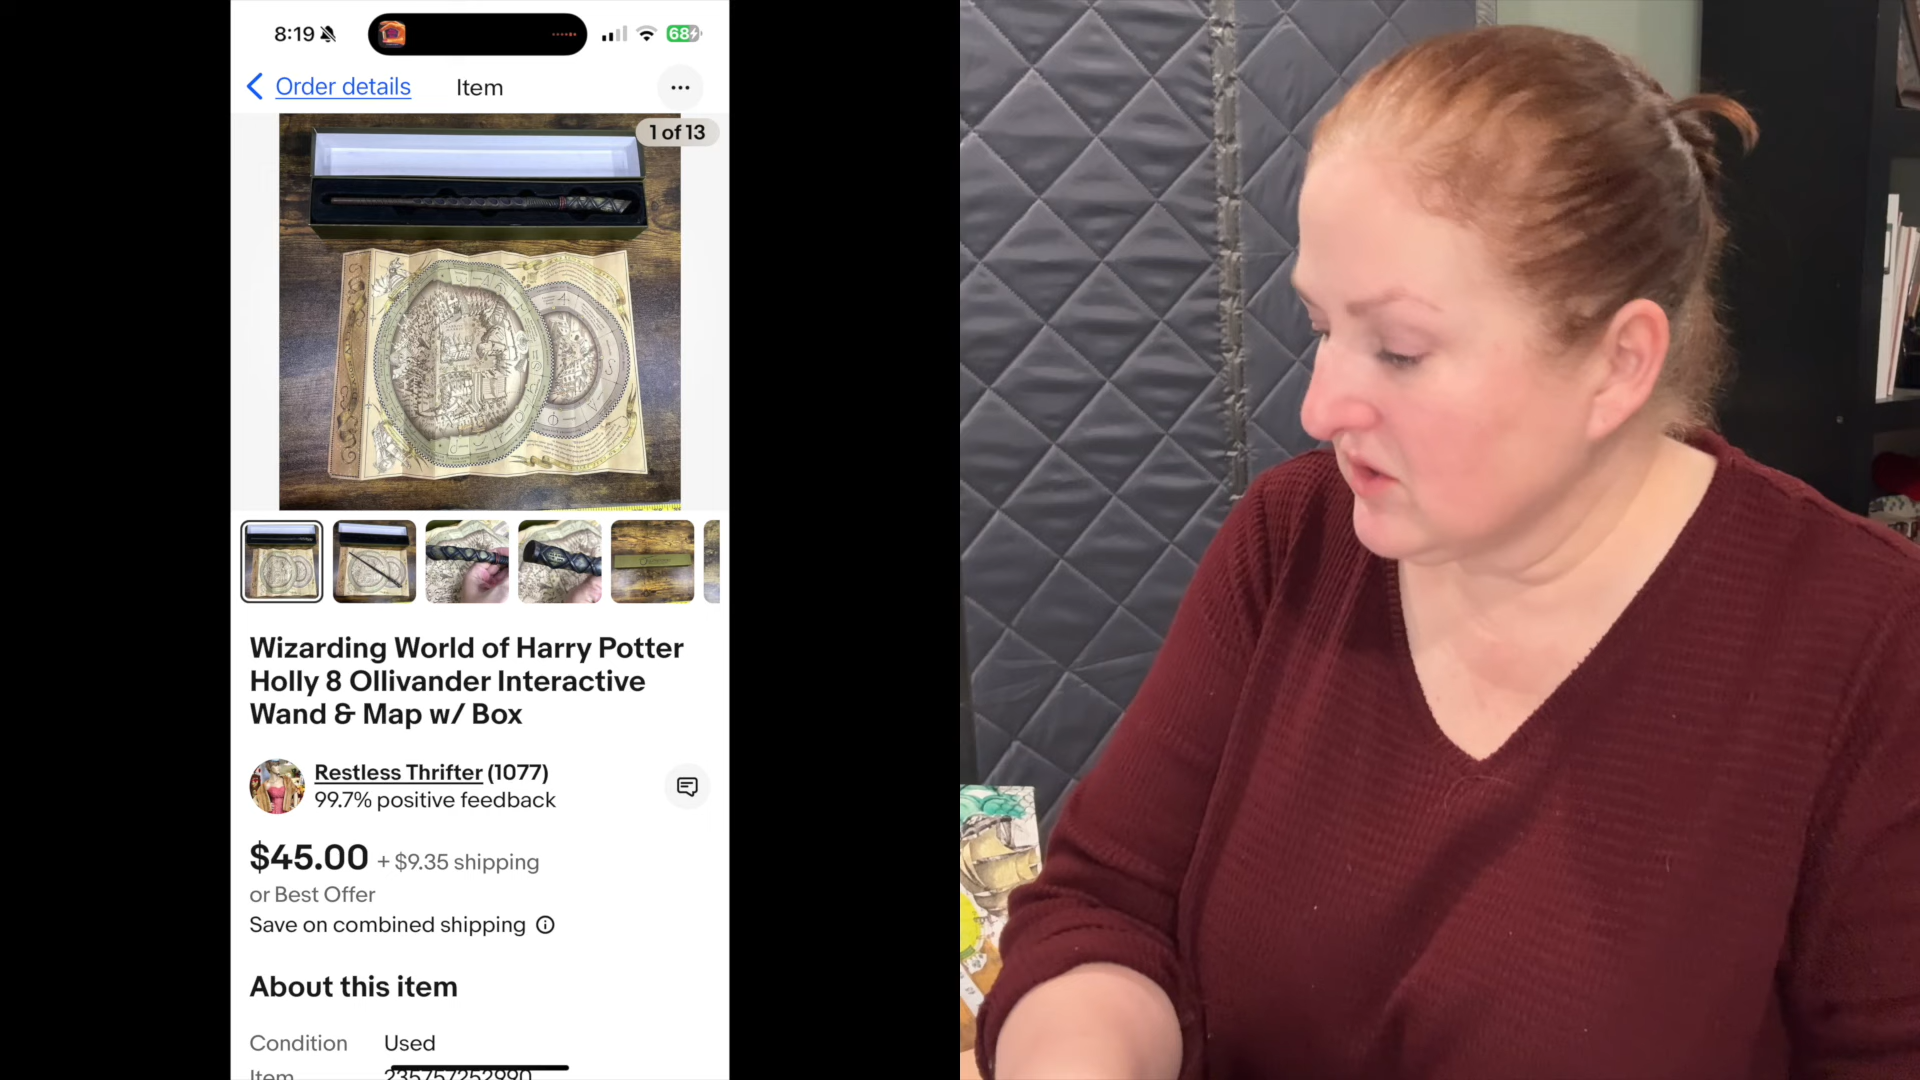 8:19
68
Order details
Item
1 of 13
Wizarding World of Harry Potter
Holly 8 Ollivander Interactive
Wand & Map w/ Box
Restless Thrifter (1077)
99.7% positive feedback
$45.00 + $9.35 shipping
or Best Offer
Save on combined shipping
About this item
Condition Used
Item 235757252990